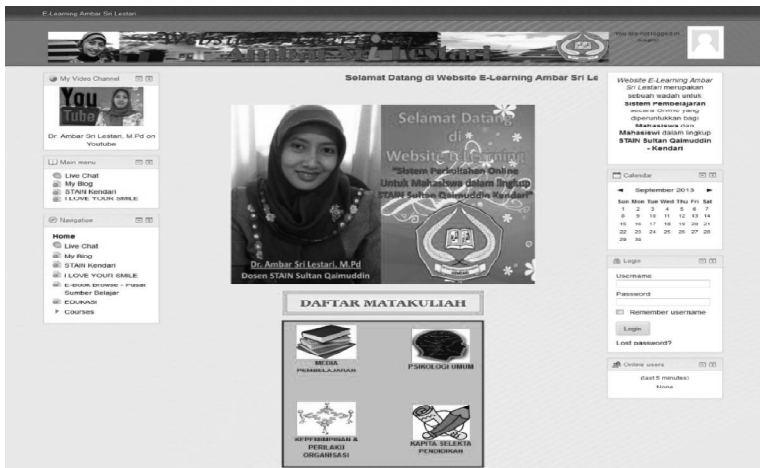 E-Learning Ambar Sri Lestari
You are not logged in.
Ambar Sri Lestari
My Video Channel
You
Tube
Dr. Ambar Sri Lestari, M.Pd on
Youtube
Main menu
Live Chat
My Blog
STAIN Kendari
I LOVE YOUR SMILE
Navigation
Home
Live Chat
My Blog
STAIN Kendari
I LOVE YOUR SMILE
E-Book Browse - Pusat
Sumber Belajar
EDUKASI
Courses
Selamat Datang di Website E-Learning Ambar Sri Le
Selamat Datang
di
Website E-Learning
"Sistem Perkuliahan Online
Untuk Mahasiswa dalam lingkup
STAIN Sultan Qaimuddin Kendari"
Dr. Ambar Sri Lestari, M.Pd
Dosen STAIN Sultan Qaimuddin
DAFTAR MATAKULIAH
MEDIA
PEMBELAJARAN
PSIKOLOGI UMUM
KEPEMIMPINAN &
PERILAKU
ORGANISASI
KAPITA SELEKTA
PENDIDIKAN
Website E-Learning Ambar
Sri Lestari merupakan
sebuah wadah untuk
Sistem Pembelajaran
secara Online yang
diperuntukkan bagi
Mahasiswa dan
Mahasiswi dalam lingkup
STAIN Sultan Qaimuddin
- Kendari
Calendar
◄ September 2013 ►
Sun Mon Tue Wed Thu Fri Sat
1 2 3 4 5 6 7
8 9 10 11 12 13 14
15 16 17 18 19 20 21
22 23 24 25 26 27 28
29 30
Login
Username
Password
Remember username
Login
Lost password?
Online users
(last 5 minutes)
None